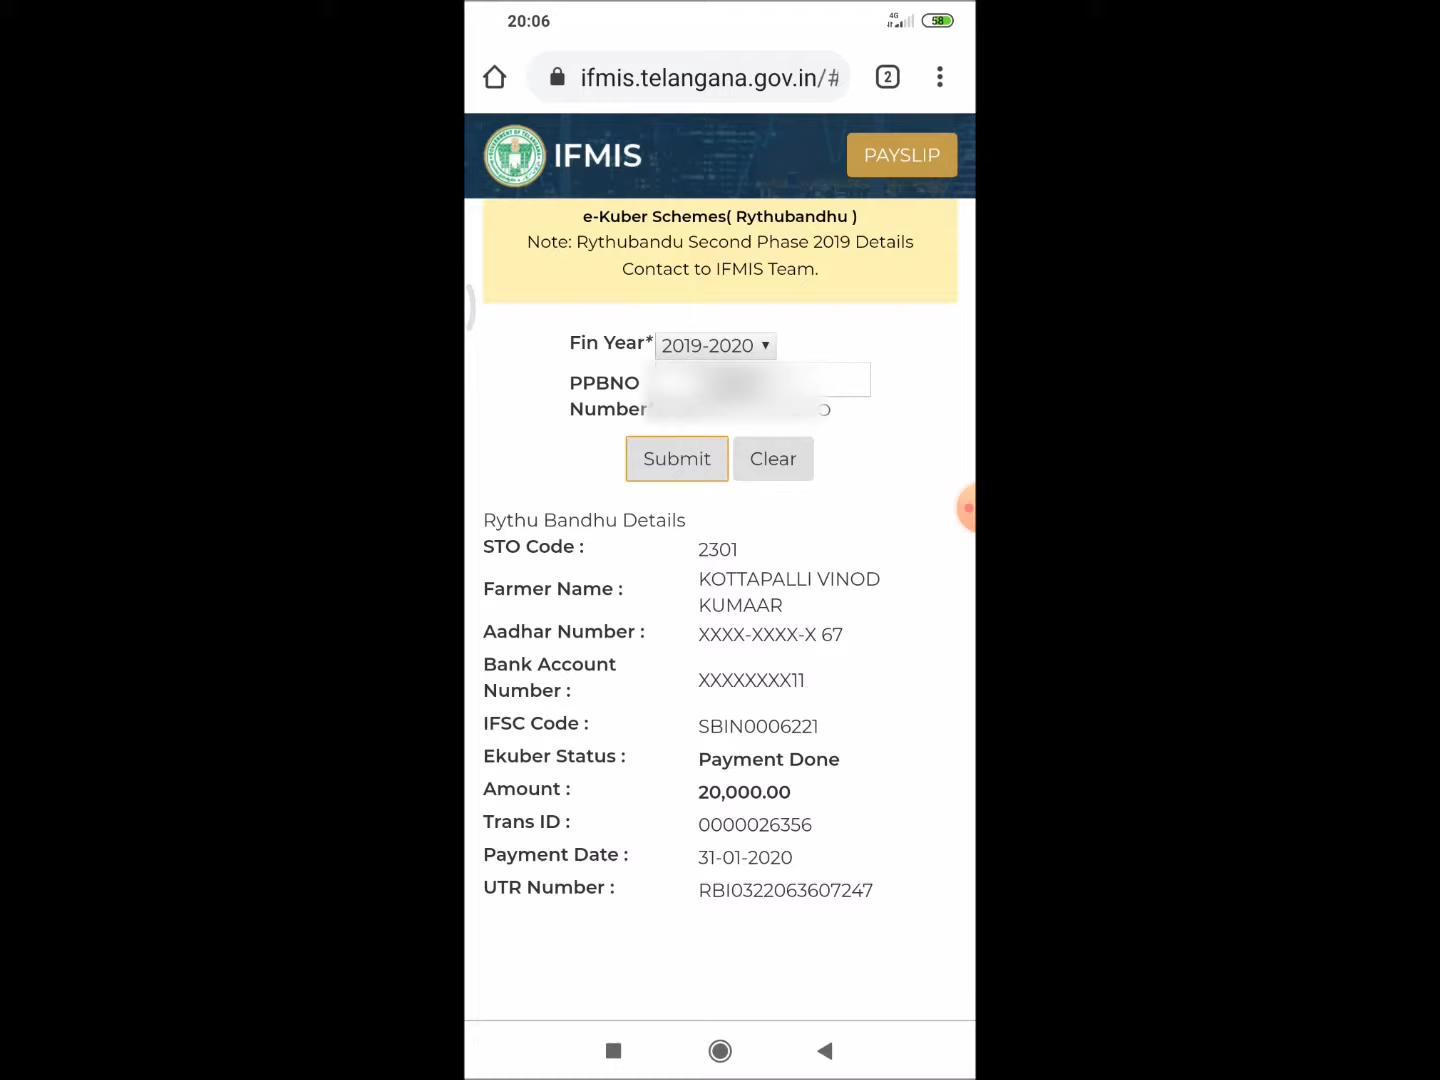 20:06
4G
58
ifmis.telangana.gov.in/#
2
IFMIS
PAYSLIP
e-Kuber Schemes( Rythubandhu )
Note: Rythubandu Second Phase 2019 Details
Contact to IFMIS Team.
Fin Year* 2019-2020
PPBNO
Number
Submit Clear
Rythu Bandhu Details
STO Code : 2301
Farmer Name : KOTTAPALLI VINOD
KUMAAR
Aadhar Number : XXXX-XXXX-X 67
Bank Account
Number : XXXXXXXX11
IFSC Code : SBIN0006221
Ekuber Status : Payment Done
Amount : 20,000.00
Trans ID : 0000026356
Payment Date : 31-01-2020
UTR Number : RBI0322063607247